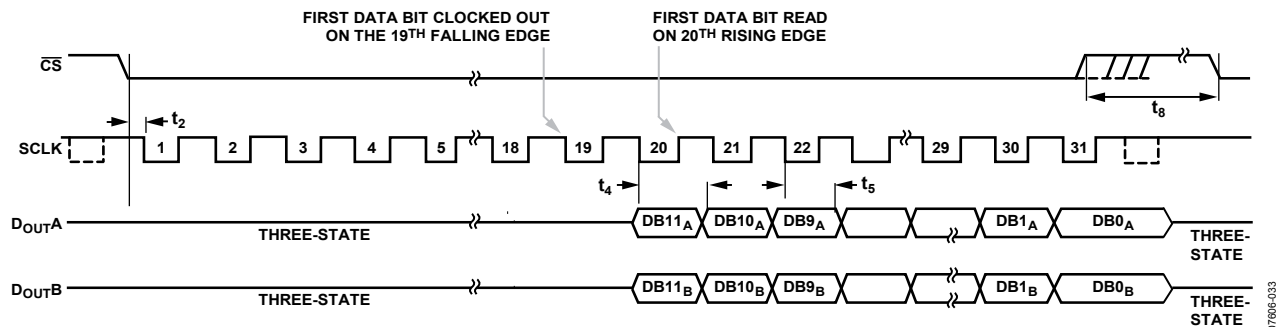 FIRST DATA BIT CLOCKED OUT
ON THE 19TH FALLING EDGE
FIRST DATA BIT READ
ON 20TH RISING EDGE
CS
t8
t2
SCLK
1 2 3 4 5 18 19 20 21 22 29 30 31
t4
t5
DOUTA
THREE-STATE
DB11A DB10A DB9A DB1A DB0A
THREE-
STATE
DOUTB
THREE-STATE
DB11B DB10B DB9B DB1B DB0B
THREE-
STATE
7606-033